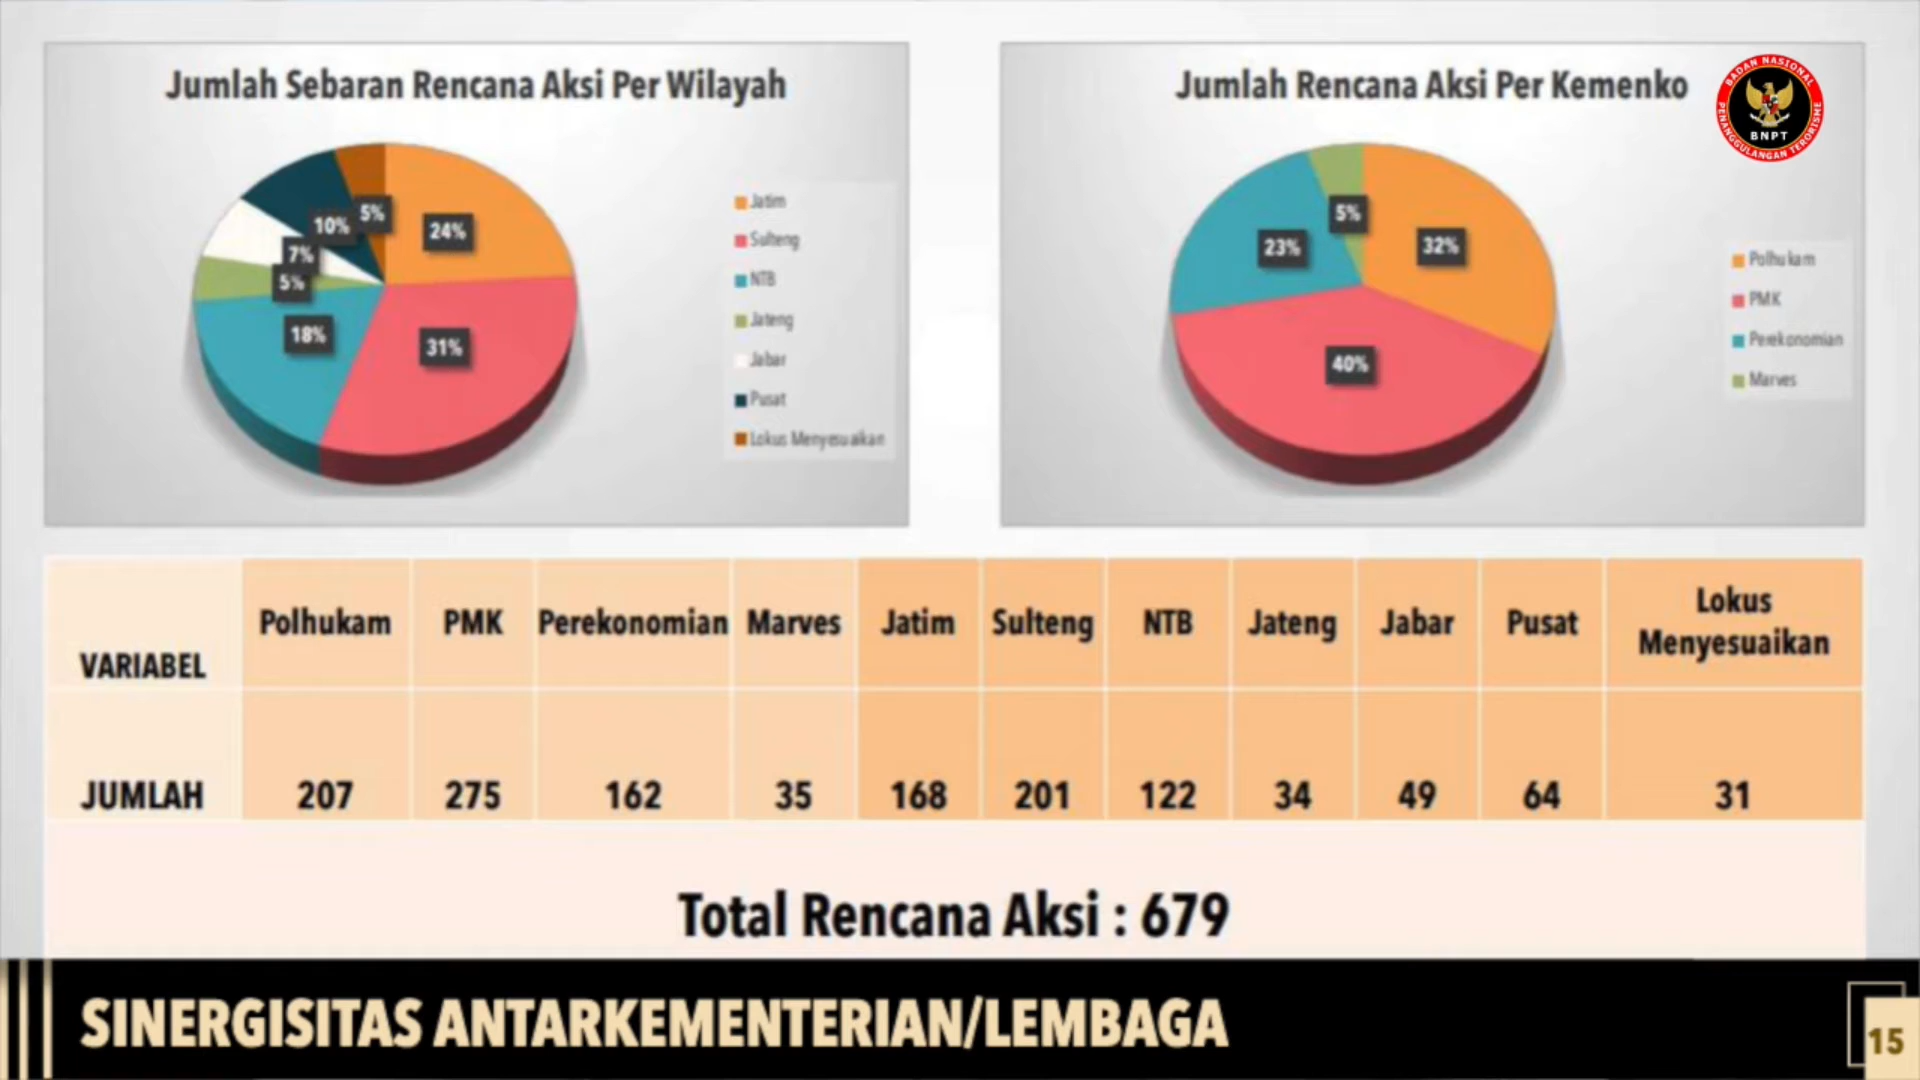 Jumlah Sebaran Rencana Aksi Per Wilayah
5%
10%
24%
7%
5%
18%
31%
Jatim
Sulteng
NTB
Jateng
Jabar
Pusat
Lokus Menyesuaikan
Jumlah Rencana Aksi Per Kemenko
BADAN NASIONAL
PENANGGULANGAN TERORISME
BNPT
5%
23%
32%
40%
Polhukam
PMK
Perekonomian
Marves
VARIABEL Polhukam PMK Perekonomian Marves Jatim Sulteng NTB Jateng Jabar Pusat Lokus
Menyesuaikan
JUMLAH 207 275 162 35 168 201 122 34 49 64 31
Total Rencana Aksi : 679
SINERGISITAS ANTARKEMENTERIAN/LEMBAGA
15